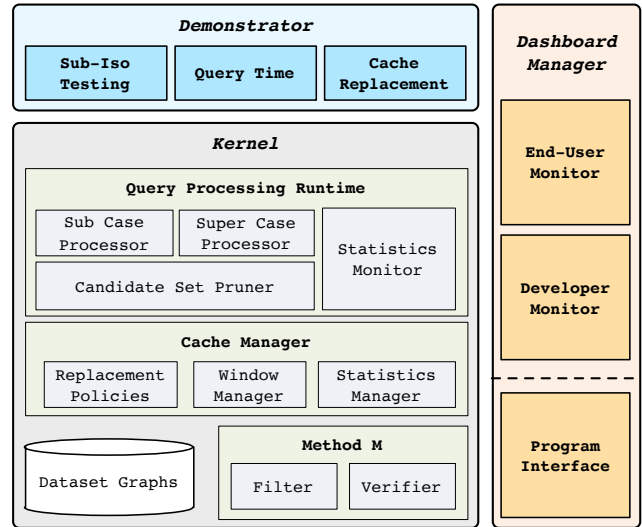 Demonstrator
Sub-Iso
Testing
Query Time
Cache
Replacement
Kernel
Query Processing Runtime
Sub Case
Processor
Super Case
Processor
Statistics
Monitor
Candidate Set Pruner
Cache Manager
Replacement
Policies
Window
Manager
Statistics
Manager
Dataset Graphs
Method M
Filter
Verifier
Dashboard
Manager
End-User
Monitor
Developer
Monitor
Program
Interface